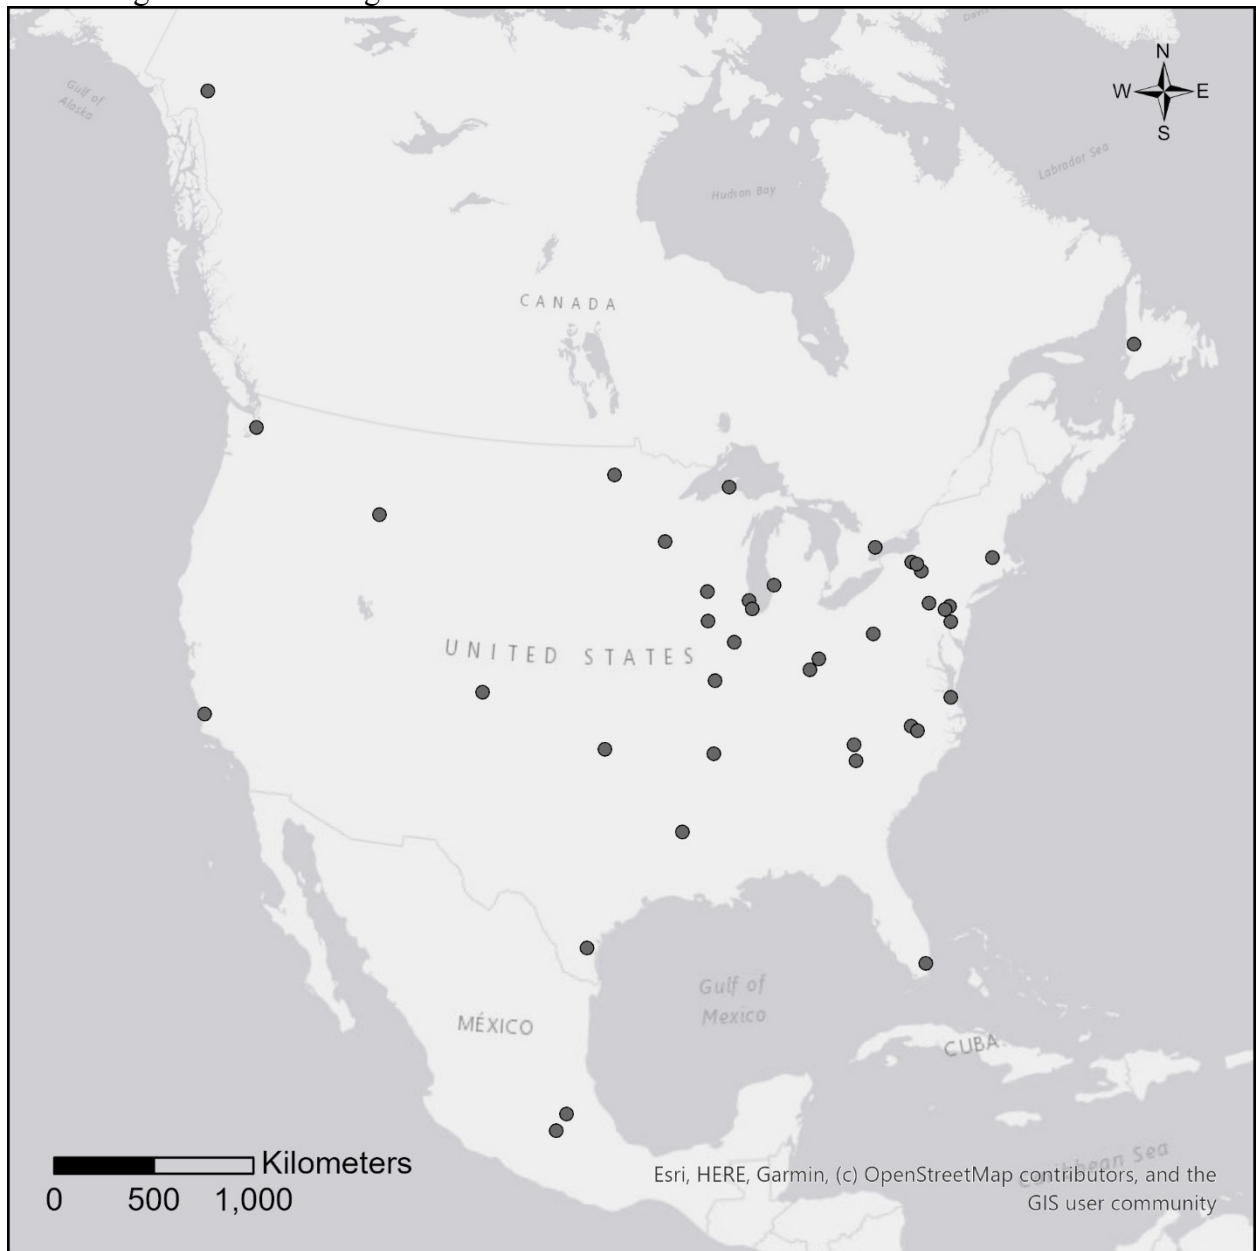 N
W E
S
Gulf of
Alaska
Labrador Sea
Hudson Bay
CANADA
UNITED STATES
Gulf of
Mexico
MÉXICO
CUBA
Caribbean Sea
Kilometers
0 500 1,000
Esri, HERE, Garmin, (c) OpenStreetMap contributors, and the
GIS user community